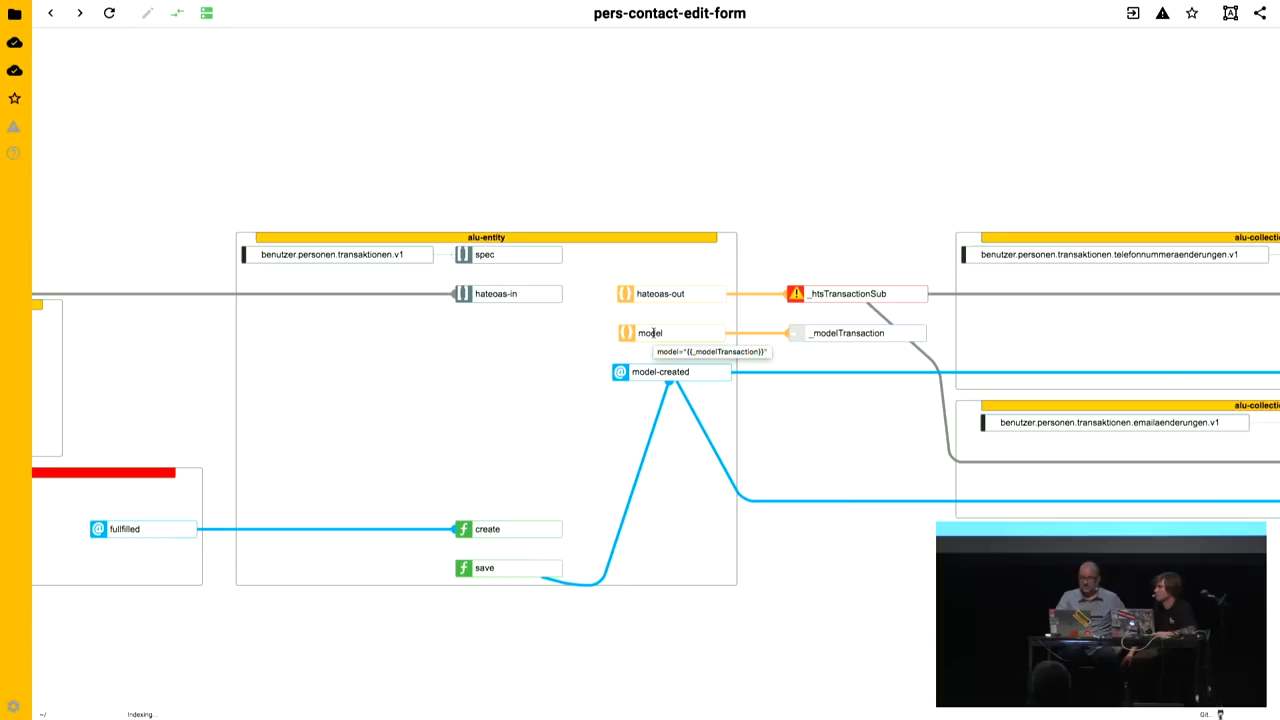 pers-contact-edit-form
alu-entity
benutzer.personen.transaktionen.v1
spec
hateoas-in
hateoas-out
_htsTransactionSub
model
_modelTransaction
model="{{_modelTransaction}}"
@ model-created
@ fullfilled
f create
f save
alu-collecti
benutzer.personen.transaktionen.telefonnummeraenderungen.v1
alu-collecti
benutzer.personen.transaktionen.emailaenderungen.v1
~/
Indexing...
Git...